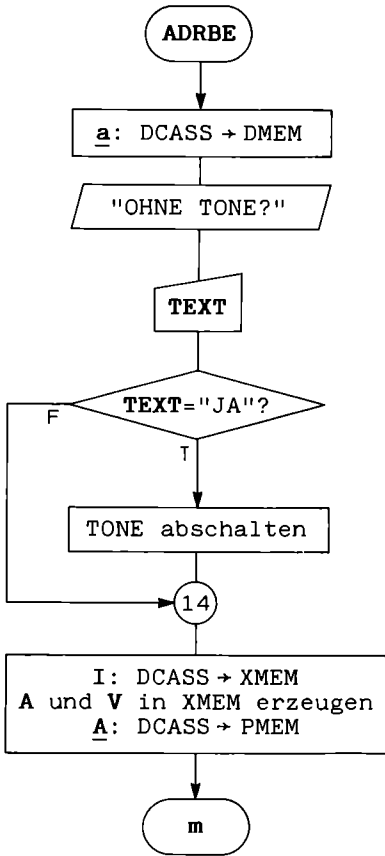 ADRBE
a: DCASS → DMEM
"OHNE TONE?"
TEXT
TEXT="JA"?
F
T
TONE abschalten
14
I: DCASS → XMEM
A und V in XMEM erzeugen
A: DCASS → PMEM
m